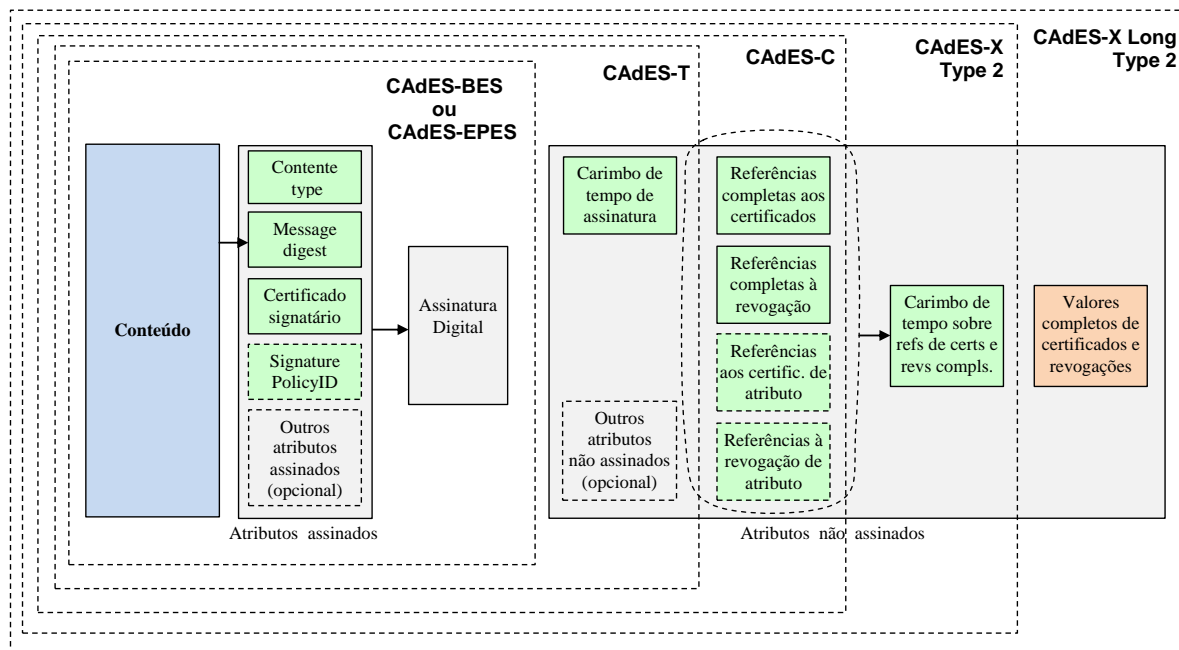 CAdES-X Long
Type 2
CAdES-X
Type 2
CAdES-C
CAdES-T
CAdES-BES
ou
CAdES-EPES
Conteúdo
Contente
type
Message
digest
Certificado
signatário
Signature
PolicyID
Outros
atributos
assinados
(opcional)
Atributos assinados
Assinatura
Digital
Carimbo de
tempo de
assinatura
Outros
atributos
não assinados
(opcional)
Referências
completas aos
certificados
Referências
completas à
revogação
Referências
aos certific. de
atributo
Referências à
revogação de
atributo
Carimbo de
tempo sobre
refs de certs e
revs compls.
Valores
completos de
certificados e
revogações
Atributos não assinados